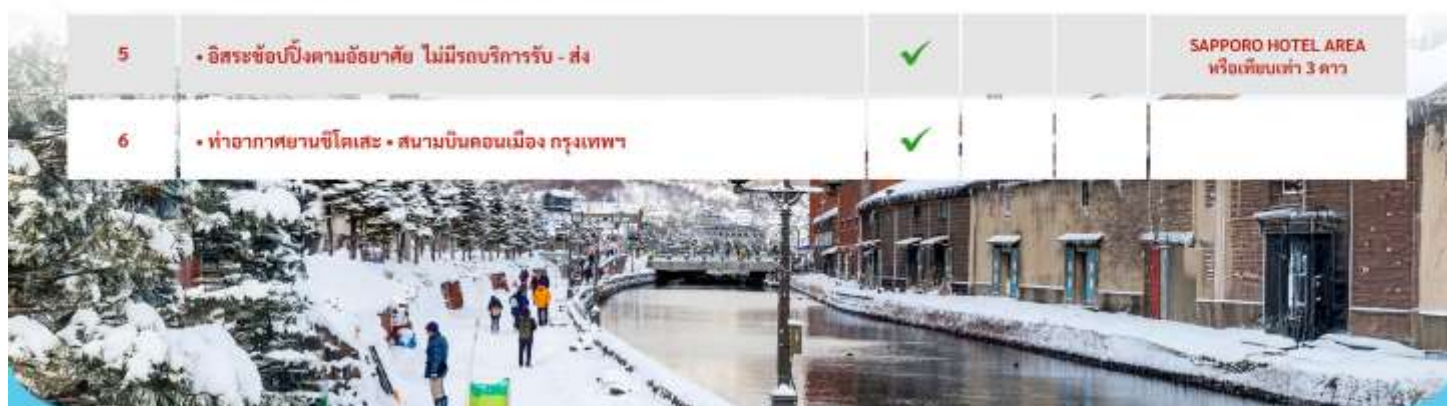 5 • อิสระช้อปปิ้งตามอัธยาศัย ไม่มีรถบริการรับ - ส่ง ✓ SAPPORO HOTEL AREA
หรือเทียบเท่า 3 ดาว
6 • ท่าอากาศยานชิโตเสะ • สนามบินดอนเมือง กรุงเทพฯ ✓